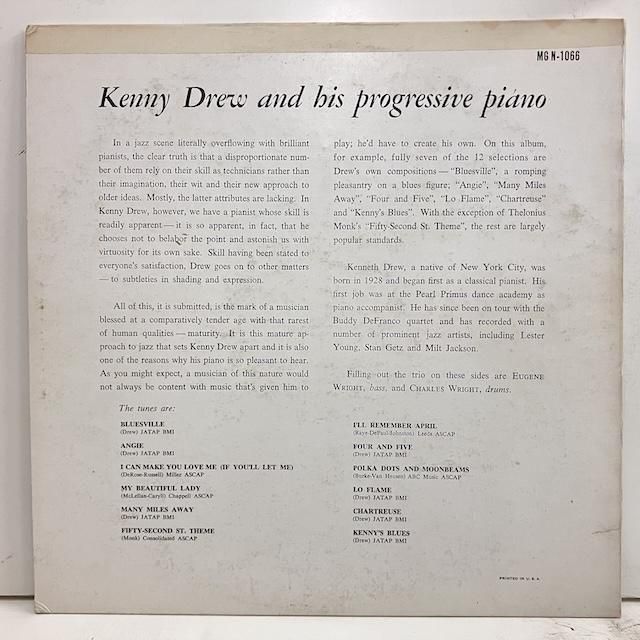 MG N-1066
Kenny Drew and his progressive piano
In a jazz scene literally overflowing with brilliant
pianists, the clear truth is that a disproportionate num-
ber of them rely on their skill as technicians rather than
their imagination, their wit and their new approach to
older ideas. Mostly, the latter attributes are lacking. In
Kenny Drew, however, we have a pianist whose skill is
readily apparent — it is so apparent, in fact, that he
chooses not to belabor the point and astonish us with
virtuosity for its own sake. Skill having been stated to
everyone's satisfaction, Drew goes on to other matters
— to subtleties in shading and expression.
All of this, it is submitted, is the mark of a musician
blessed at a comparatively tender age with that rarest
of human qualities — maturity. It is this mature ap-
proach to jazz that sets Kenny Drew apart and it is also
one of the reasons why his piano is so pleasant to hear.
As you might expect, a musician of this nature would
not always be content with music that's given him to
play; he'd have to create his own. On this album,
for example, fully seven of the 12 selections are
Drew's own compositions — "Bluesville", a romping
pleasantry on a blues figure; "Angie", "Many Miles
Away", "Four and Five", "Lo Flame", "Chartreuse"
and "Kenny's Blues". With the exception of Thelonius
Monk's "Fifty-Second St. Theme", the rest are largely
popular standards.
Kenneth Drew, a native of New York City, was
born in 1928 and began first as a classical pianist. His
first job was at the Pearl Primus dance academy as
piano accompanist. He has since been on tour with the
Buddy DeFranco quartet and has recorded with a
number of prominent jazz artists, including Lester
Young, Stan Getz and Milt Jackson.
Filling out the trio on these sides are EUGENE
WRIGHT, bass, and CHARLES WRIGHT, drums.
The tunes are:
BLUESVILLE
(Drew) JATAP BMI
ANGIE
(Drew) JATAP BMI
I CAN MAKE YOU LOVE ME (IF YOU'LL LET ME)
(DeRose-Russell) Miller ASCAP
MY BEAUTIFUL LADY
(McLellan-Caryll) Chappell ASCAP
MANY MILES AWAY
(Drew) JATAP BMI
FIFTY-SECOND ST. THEME
(Monk) Consolidated ASCAP
I'LL REMEMBER APRIL
(Raye-DePaul-Johnston) Leeds ASCAP
FOUR AND FIVE
(Drew) JATAP BMI
POLKA DOTS AND MOONBEAMS
(Burke-Van Heusen) ABC Music ASCAP
LO FLAME
(Drew) JATAP BMI
CHARTREUSE
(Drew) JATAP BMI
KENNY'S BLUES
(Drew) JATAP BMI
PRINTED IN U.S.A.